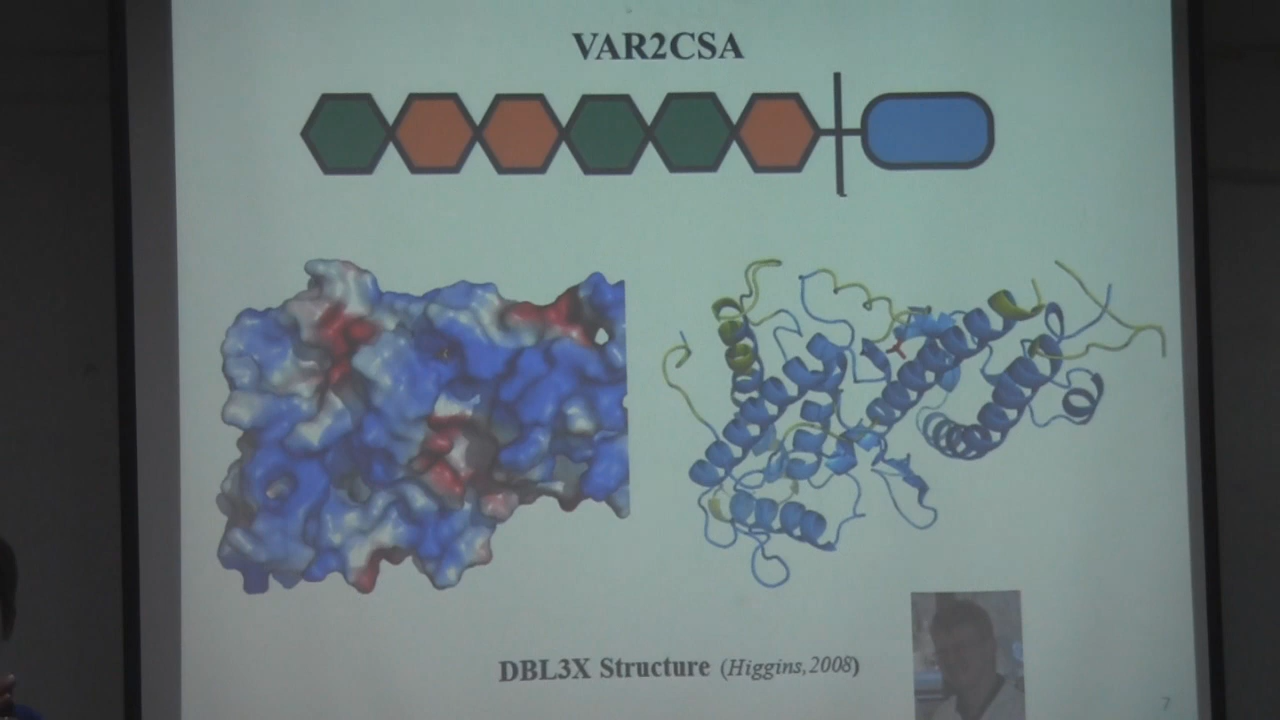 VAR2CSA
DBL3X Structure (Higgins,2008)
7